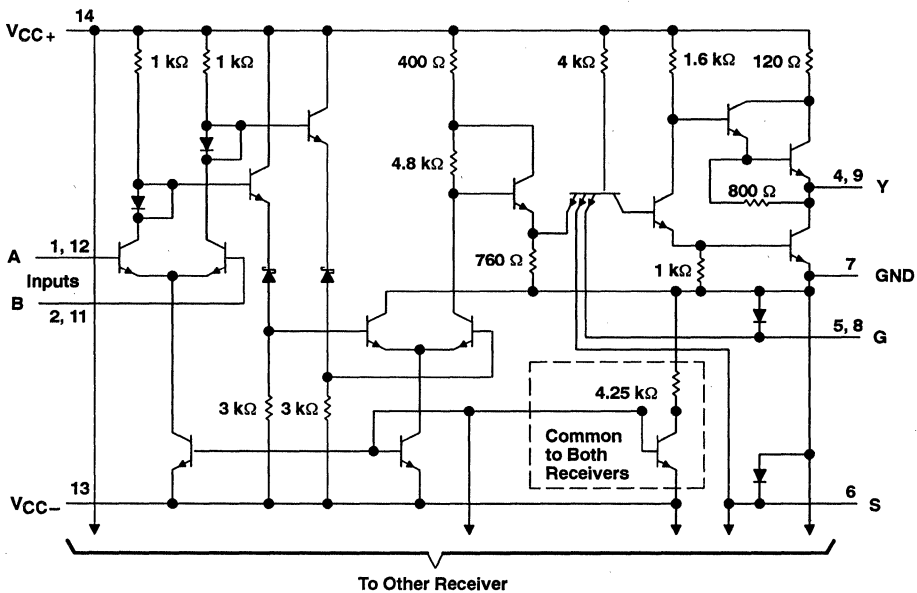 VCC+ 14
1 kΩ 1 kΩ 400 Ω 4 kΩ 1.6 kΩ 120 Ω
4.8 kΩ
4, 9 Y
800 Ω
A 1, 12
Inputs
B
2, 11
760 Ω
1 kΩ
7
GND
5, 8
G
3 kΩ 3 kΩ
4.25 kΩ
Common
to Both
Receivers
VCC− 13
6
S
To Other Receiver